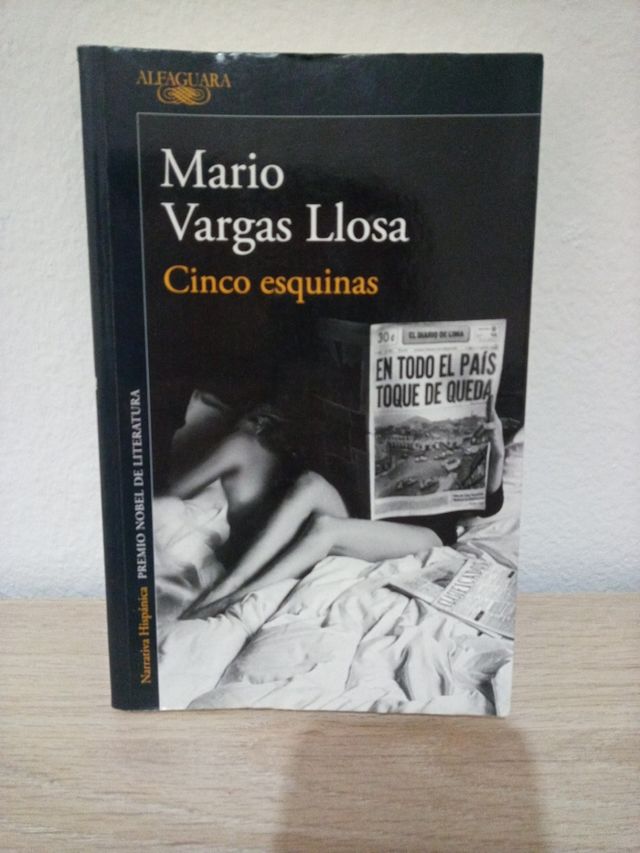 ALFAGUARA
Mario
Vargas Llosa
Cinco esquinas
30¢
EL DIARIO DE LIMA
EN TODO EL PAÍS
TOQUE DE QUEDA
Narrativa Hispánica PREMIO NOBEL DE LITERATURA